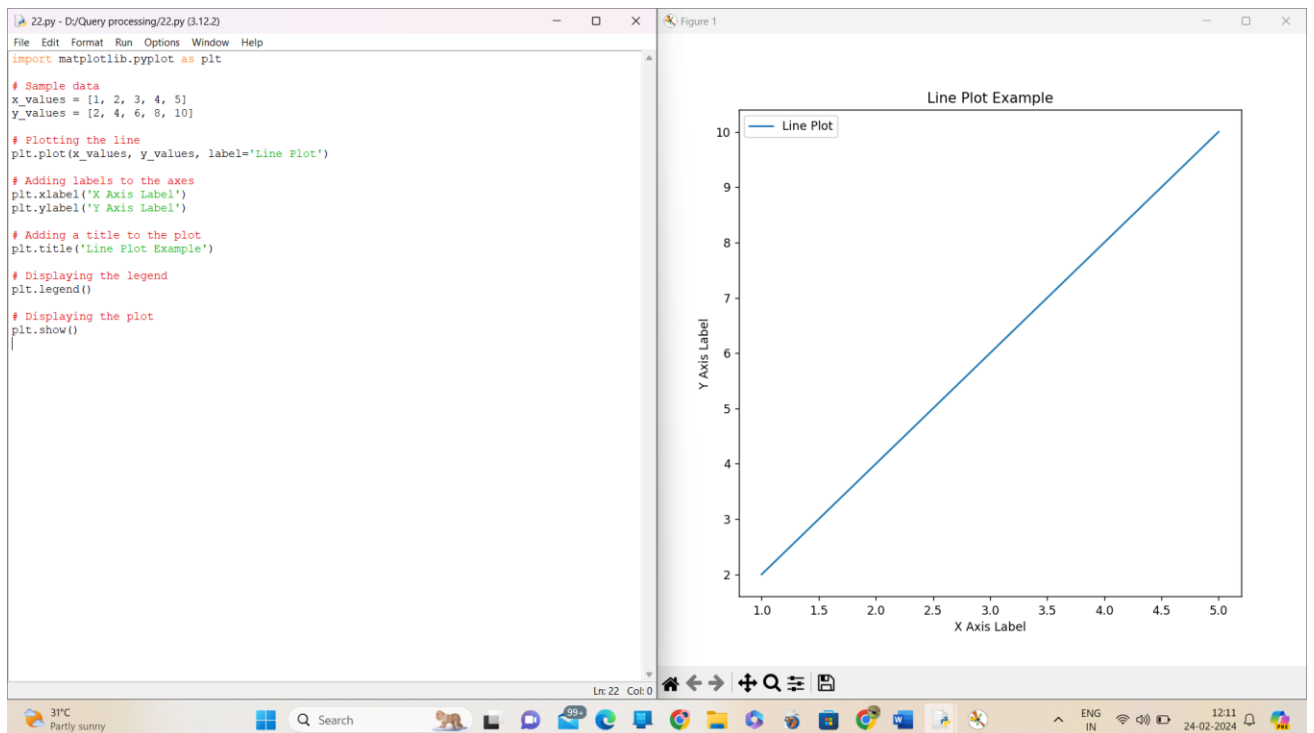 22.py - D:/Query processing/22.py (3.12.2)
File Edit Format Run Options Window Help
import matplotlib.pyplot as plt
# Sample data
x_values = [1, 2, 3, 4, 5]
y_values = [2, 4, 6, 8, 10]
# Plotting the line
plt.plot(x_values, y_values, label='Line Plot')
# Adding labels to the axes
plt.xlabel('X Axis Label')
plt.ylabel('Y Axis Label')
# Adding a title to the plot
plt.title('Line Plot Example')
# Displaying the legend
plt.legend()
# Displaying the plot
plt.show()
Ln: 22 Col: 0
Figure 1
Line Plot Example
Line Plot
10
9
8
7
6
5
4
3
2
Y Axis Label
1.0 1.5 2.0 2.5 3.0 3.5 4.0 4.5 5.0
X Axis Label
31°C
Partly sunny
Search
99+
ENG
IN
12:11
24-02-2024
PRE